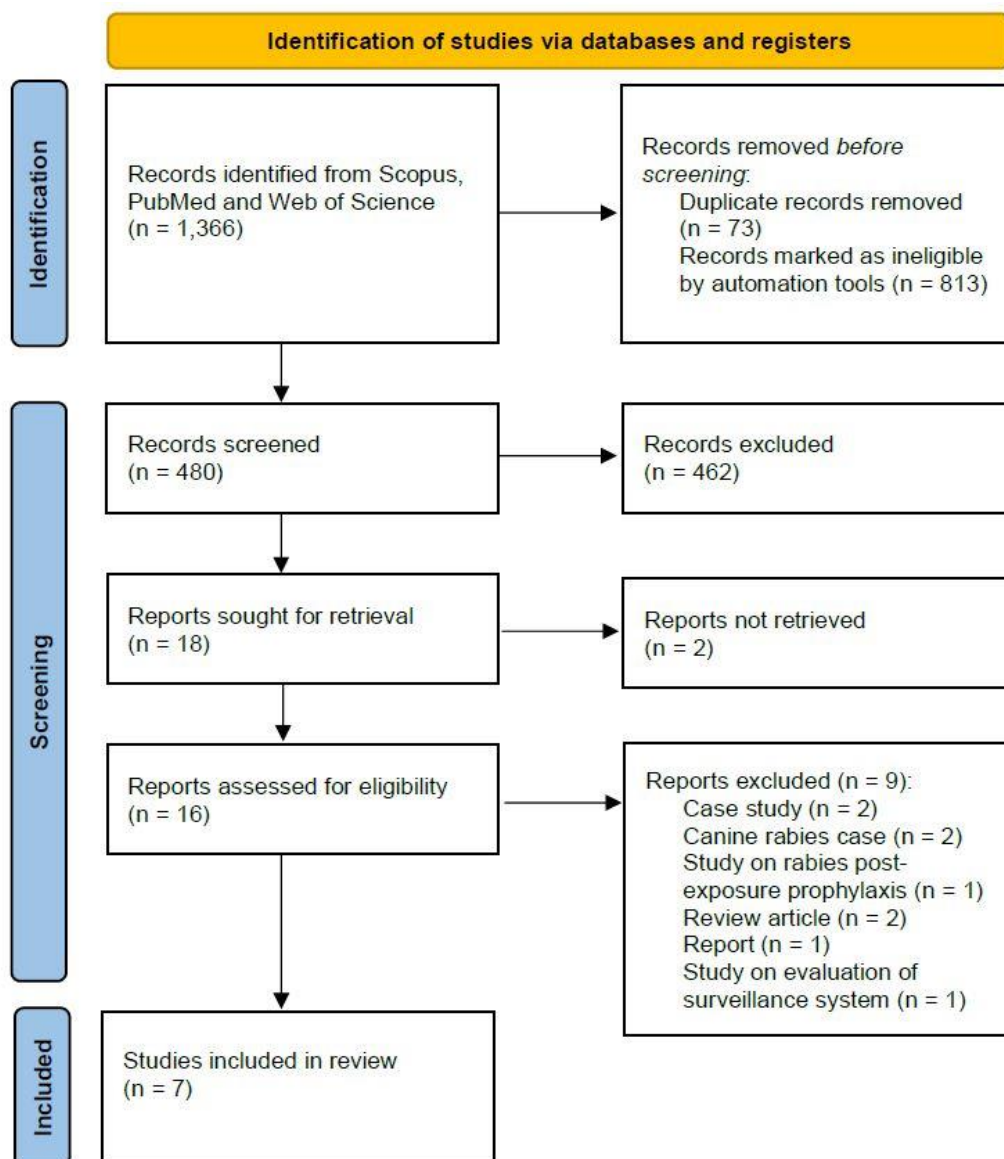 Identification of studies via databases and registers
Identification
Records identified from Scopus,
PubMed and Web of Science
(n = 1,366)
Records removed before
screening:
Duplicate records removed
(n = 73)
Records marked as ineligible
by automation tools (n = 813)
Screening
Records screened
(n = 480)
Records excluded
(n = 462)
Reports sought for retrieval
(n = 18)
Reports not retrieved
(n = 2)
Reports assessed for eligibility
(n = 16)
Reports excluded (n = 9):
Case study (n = 2)
Canine rabies case (n = 2)
Study on rabies post-
exposure prophylaxis (n = 1)
Review article (n = 2)
Report (n = 1)
Study on evaluation of
surveillance system (n = 1)
Included
Studies included in review
(n = 7)